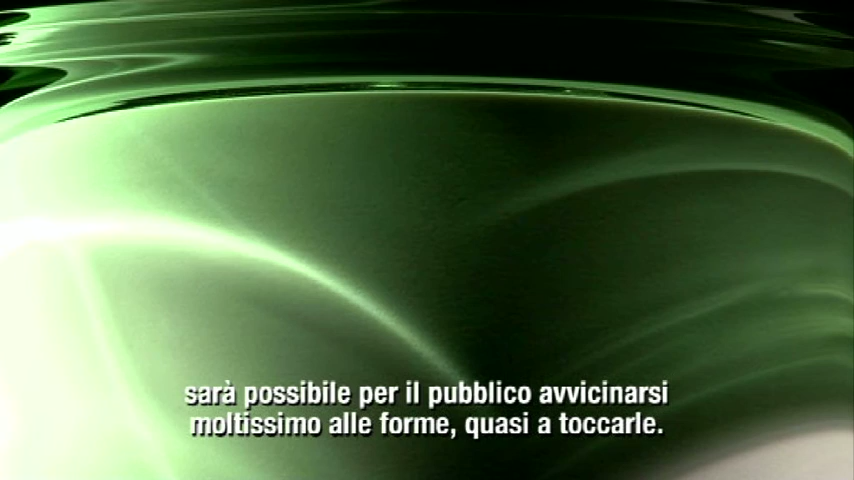 sarà possibile per il pubblico avvicinarsi
moltissimo alle forme, quasi a toccarle.